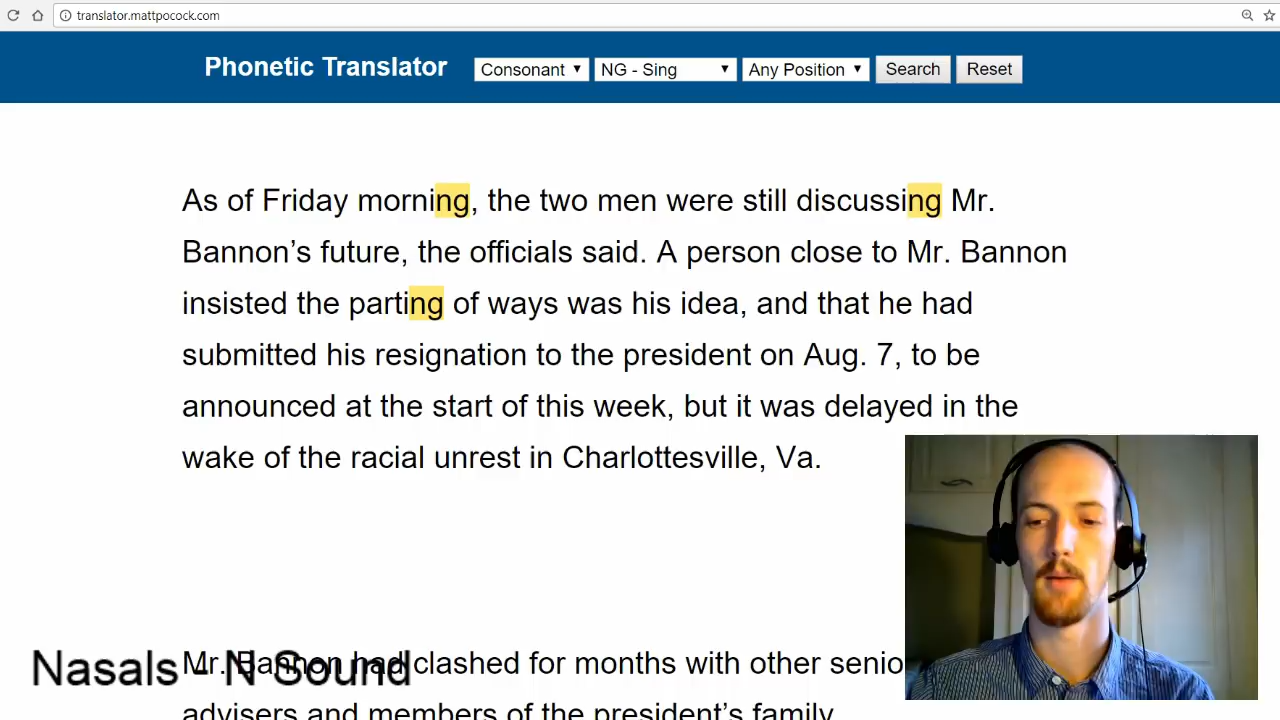 translator.mattpocock.com
Phonetic Translator Consonant NG - Sing Any Position Search Reset
As of Friday morning, the two men were still discussing Mr.
Bannon’s future, the officials said. A person close to Mr. Bannon
insisted the parting of ways was his idea, and that he had
submitted his resignation to the president on Aug. 7, to be
announced at the start of this week, but it was delayed in the
wake of the racial unrest in Charlottesville, Va.
Nasals - N Sound
Mr. Bannon had clashed for months with other senio
advisers and members of the president’s family.